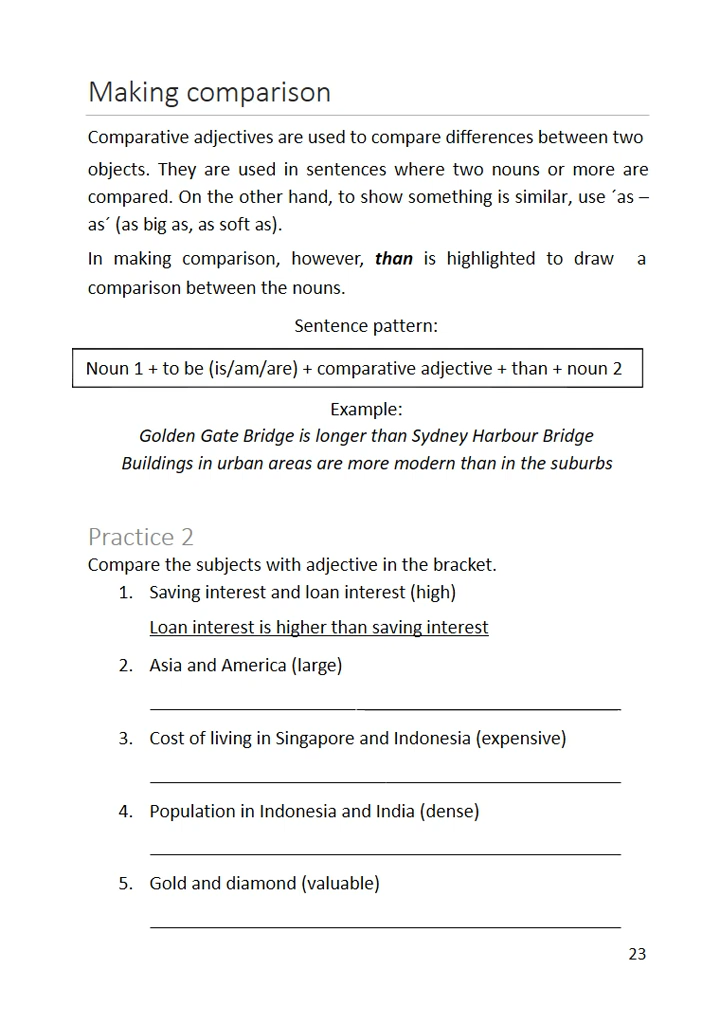 Making comparison
Comparative adjectives are used to compare differences between two
objects. They are used in sentences where two nouns or more are
compared. On the other hand, to show something is similar, use ´as –
as´ (as big as, as soft as).
In making comparison, however, than is highlighted to draw a
comparison between the nouns.
Sentence pattern:
Noun 1 + to be (is/am/are) + comparative adjective + than + noun 2
Example:
Golden Gate Bridge is longer than Sydney Harbour Bridge
Buildings in urban areas are more modern than in the suburbs
Practice 2
Compare the subjects with adjective in the bracket.
1. Saving interest and loan interest (high)
Loan interest is higher than saving interest
2. Asia and America (large)
3. Cost of living in Singapore and Indonesia (expensive)
4. Population in Indonesia and India (dense)
5. Gold and diamond (valuable)
23